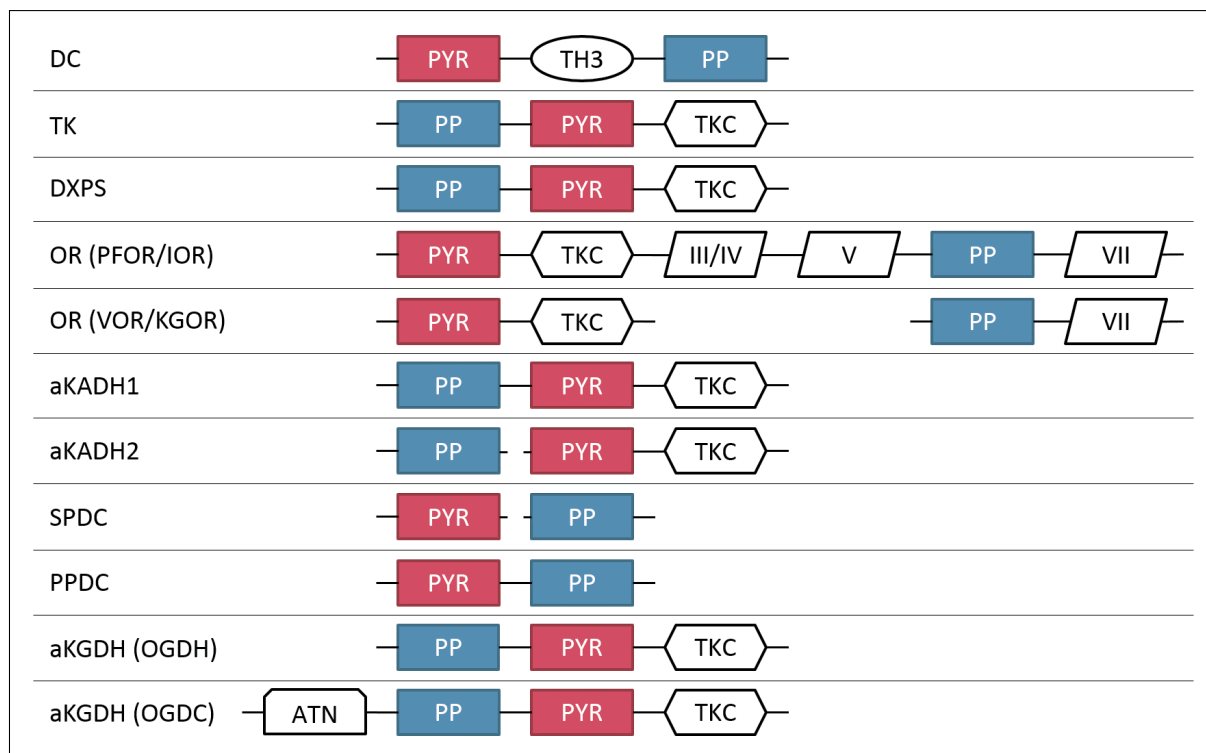 DC PYR TH3 PP
TK PP PYR TKC
DXPS PP PYR TKC
OR (PFOR/IOR) PYR TKC III/IV V PP VII
OR (VOR/KGOR) PYR TKC PP VII
aKADH1 PP PYR TKC
aKADH2 PP PYR TKC
SPDC PYR PP
PPDC PYR PP
aKGDH (OGDH) PP PYR TKC
aKGDH (OGDC) ATN PP PYR TKC